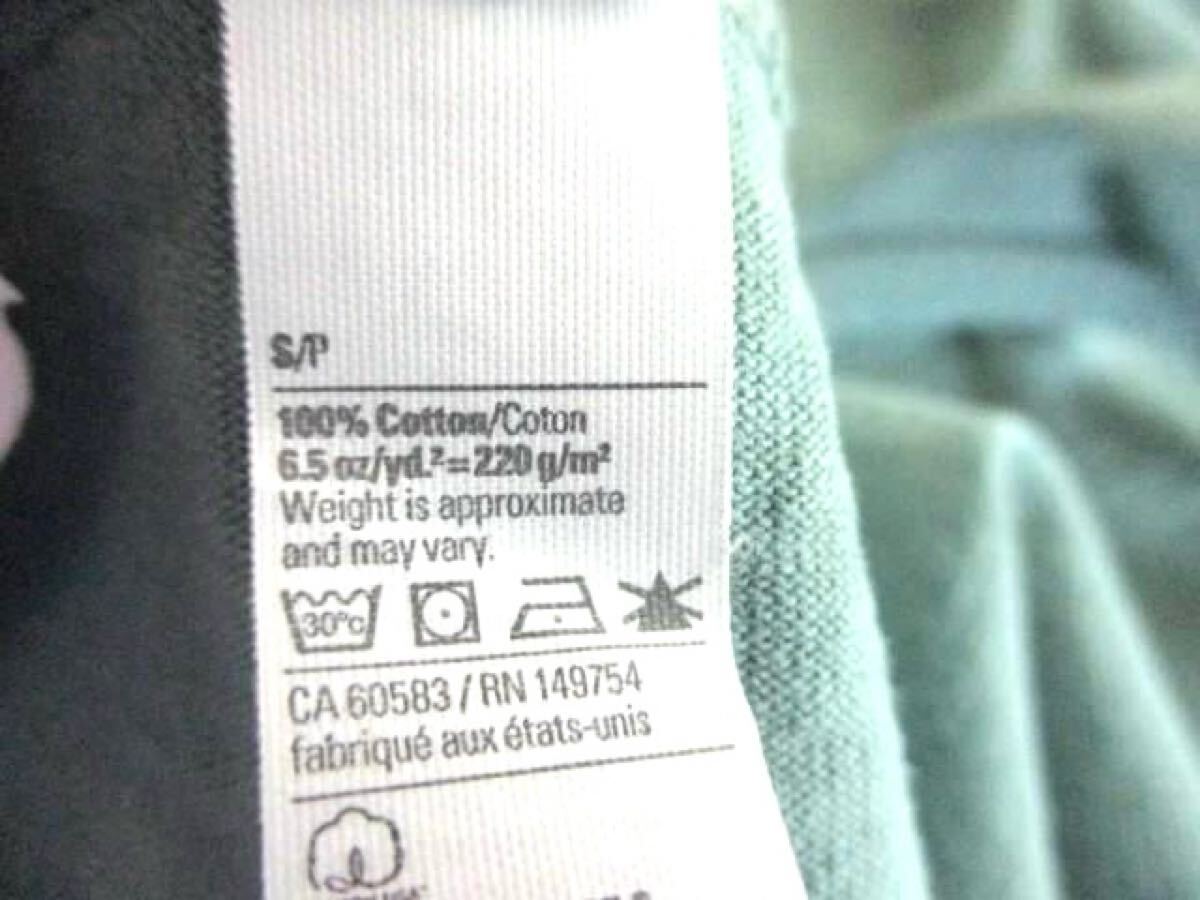 S/P
100% Cotton/Coton
6.5 oz/yd.²=220 g/m²
Weight is approximate
and may vary.
30°C
CA 60583 / RN 149754
fabriqué aux états-unis